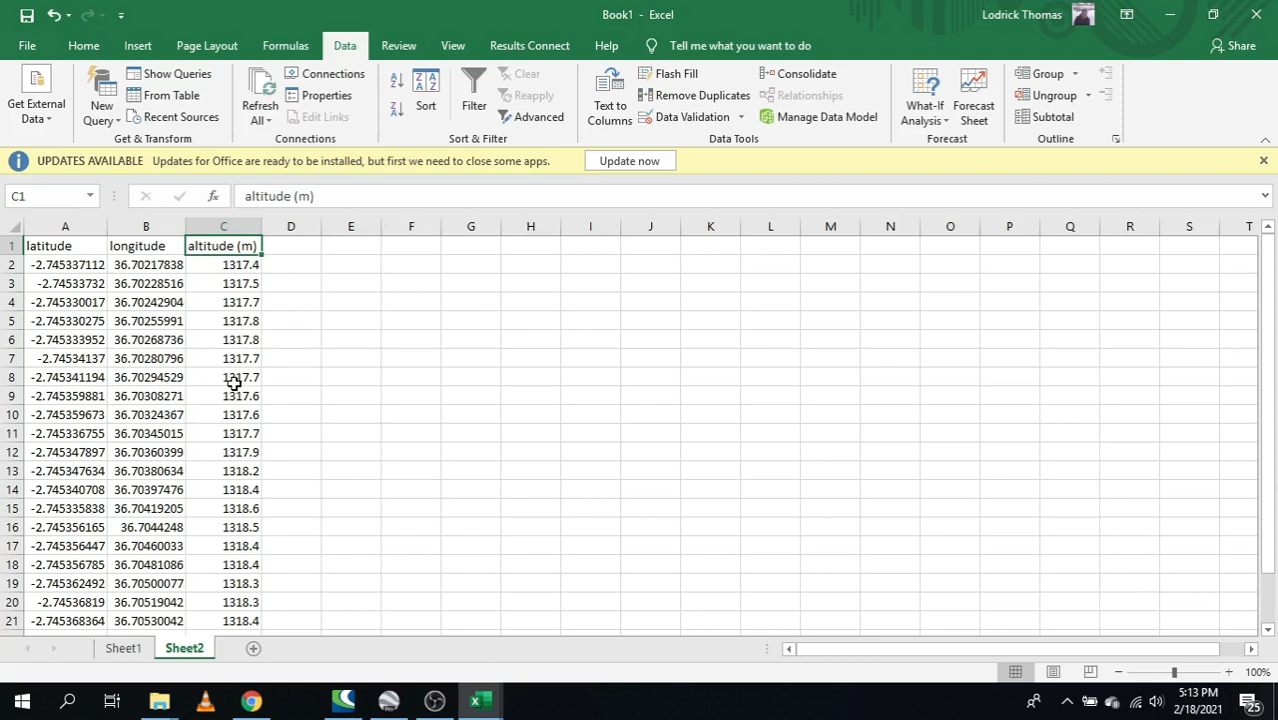 Book1 - Excel
Lodrick Thomas
File Home Insert Page Layout Formulas Data Review View Results Connect Help Tell me what you want to do Share
Get External Data
New Query
Show Queries
From Table
Recent Sources
Get & Transform
Refresh All
Connections
Properties
Edit Links
Connections
Sort
Filter
Clear
Reapply
Advanced
Sort & Filter
Text to Columns
Flash Fill
Remove Duplicates
Data Validation
Consolidate
Relationships
Manage Data Model
Data Tools
What-If Analysis
Forecast Sheet
Forecast
Group
Ungroup
Subtotal
Outline
UPDATES AVAILABLE Updates for Office are ready to be installed, but first we need to close some apps. Update now
C1 fx altitude (m)
A B C D E F G H I J K L M N O P Q R S T
1 latitude longitude altitude (m)
2 -2.745337112 36.70217838 1317.4
3 -2.74533732 36.70228516 1317.5
4 -2.745330017 36.70242904 1317.7
5 -2.745330275 36.70255991 1317.8
6 -2.745333952 36.70268736 1317.8
7 -2.74534137 36.70280796 1317.7
8 -2.745341194 36.70294529 1317.7
9 -2.745359881 36.70308271 1317.6
10 -2.745359673 36.70324367 1317.6
11 -2.745336755 36.70345015 1317.7
12 -2.745347897 36.70360399 1317.9
13 -2.745347634 36.70380634 1318.2
14 -2.745340708 36.70397476 1318.4
15 -2.745335838 36.70419205 1318.6
16 -2.745356165 36.7044248 1318.5
17 -2.745356447 36.70460033 1318.4
18 -2.745356785 36.70481086 1318.4
19 -2.745362492 36.70500077 1318.3
20 -2.74536819 36.70519042 1318.3
21 -2.745368364 36.70530042 1318.4
Sheet1 Sheet2
100%
5:13 PM
2/18/2021
25